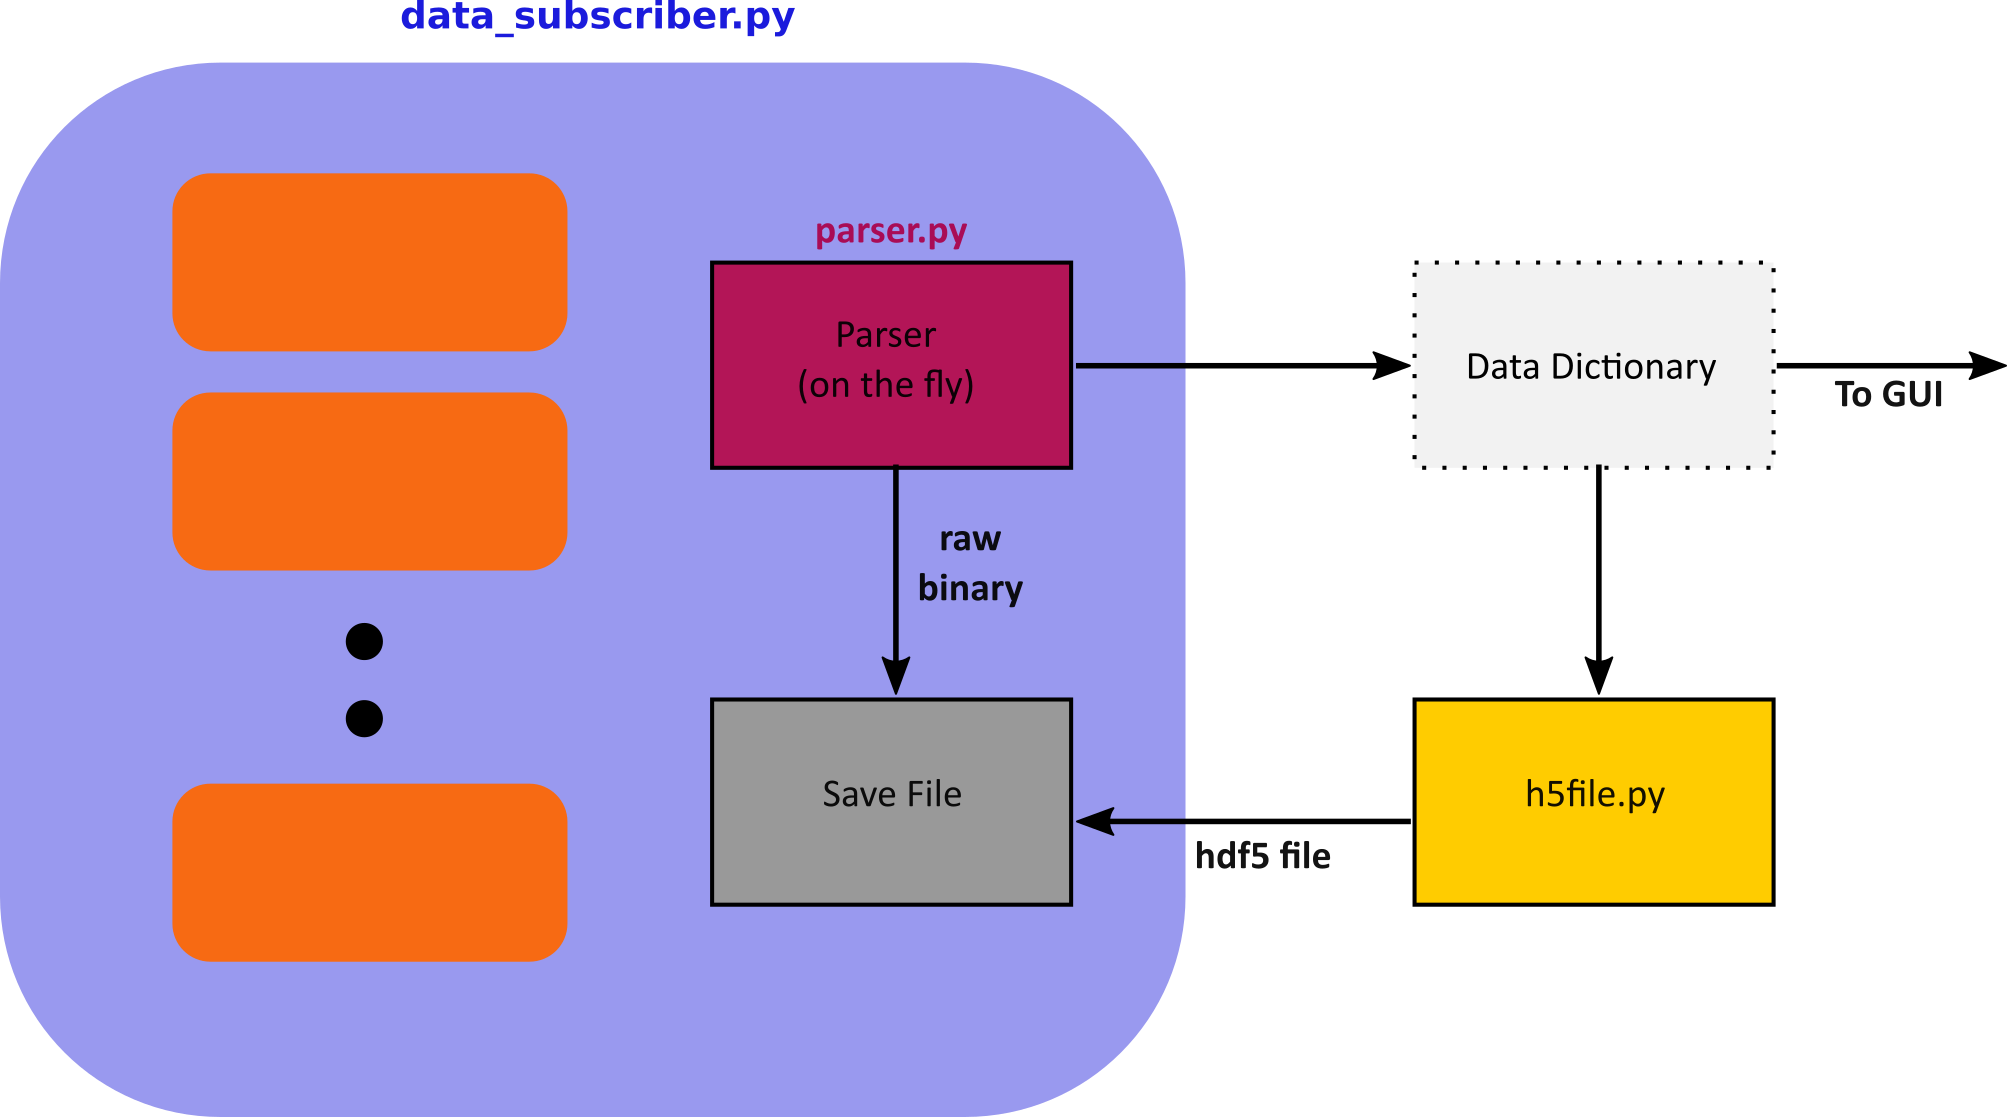 data_subscriber.py
parser.py
Parser
(on the fly)
Data Dictionary
To GUI
raw
binary
Save File
h5file.py
hdf5 file